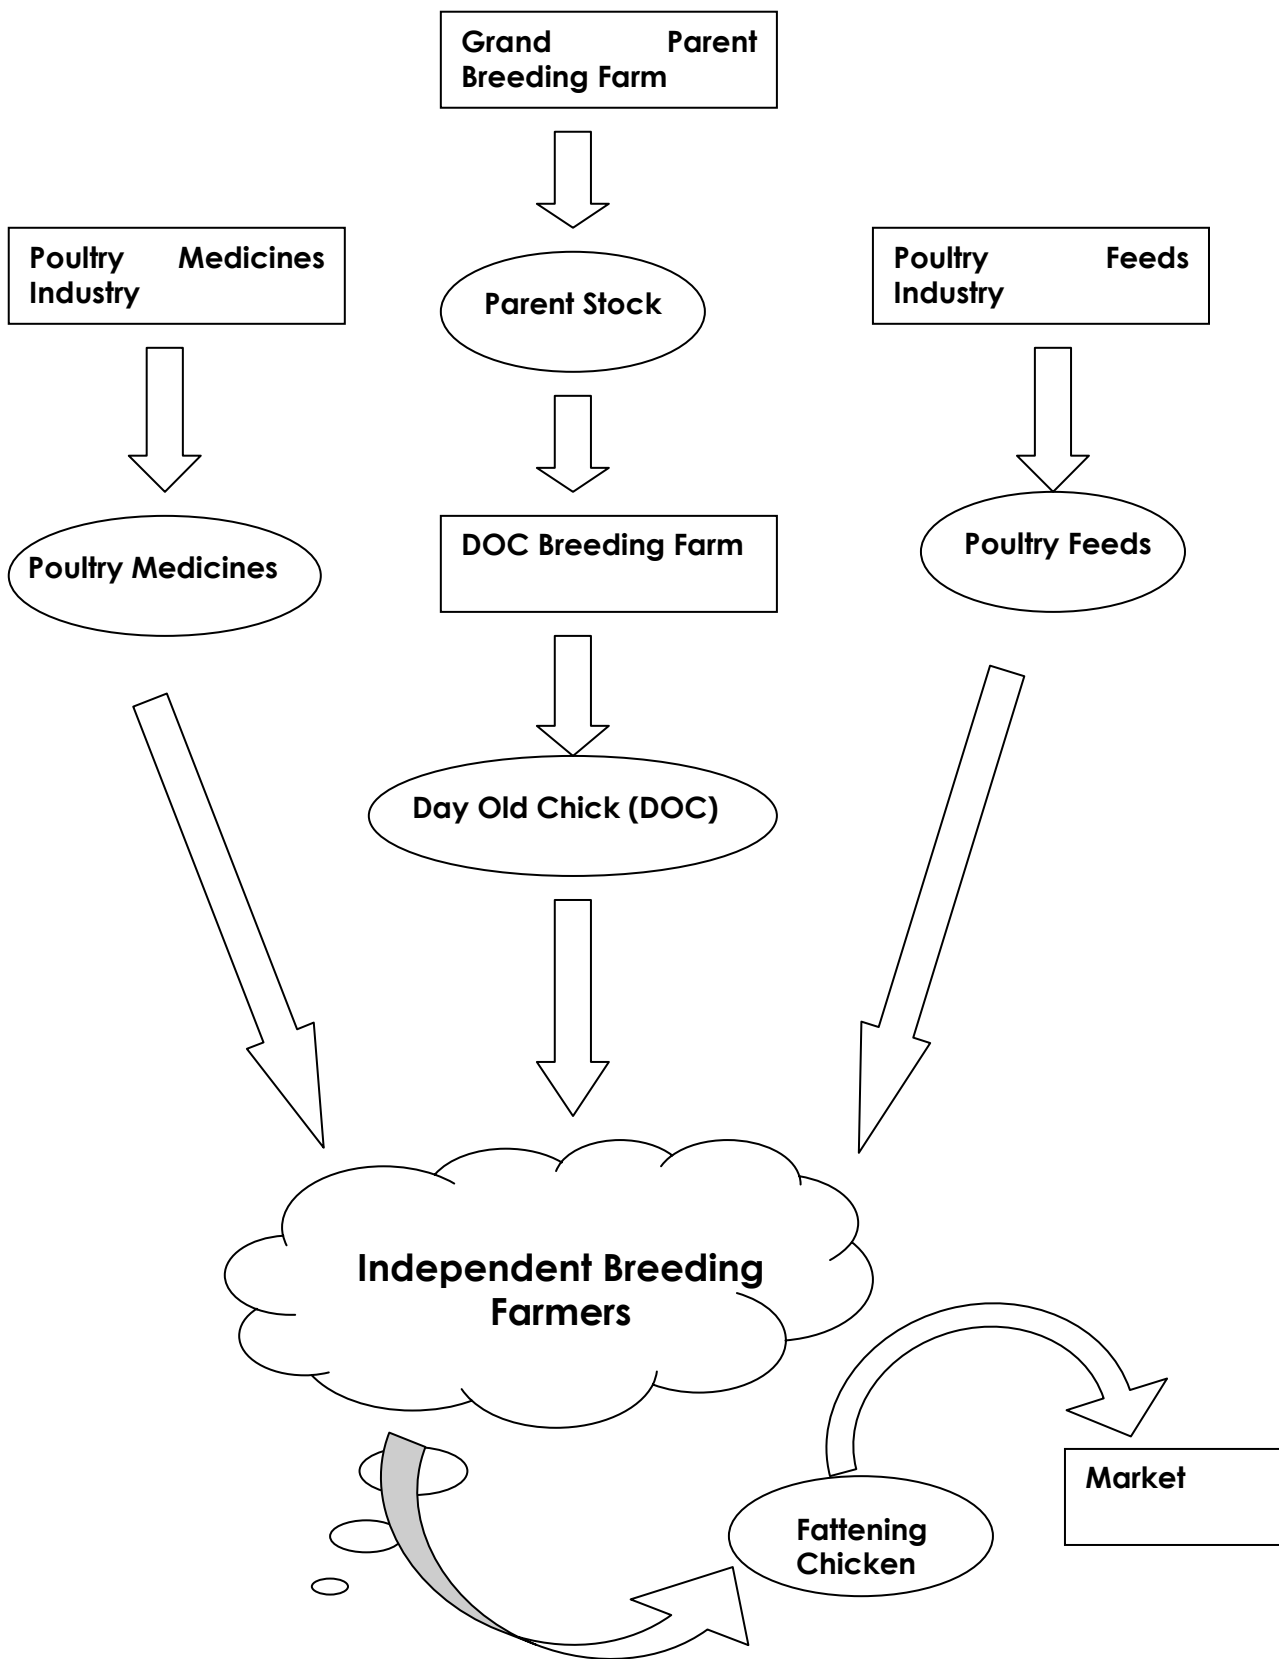 Grand Parent
Breeding Farm
Poultry Medicines
Industry
Parent Stock
Poultry Feeds
Industry
Poultry Medicines
DOC Breeding Farm
Poultry Feeds
Day Old Chick (DOC)
Independent Breeding
Farmers
Market
Fattening
Chicken